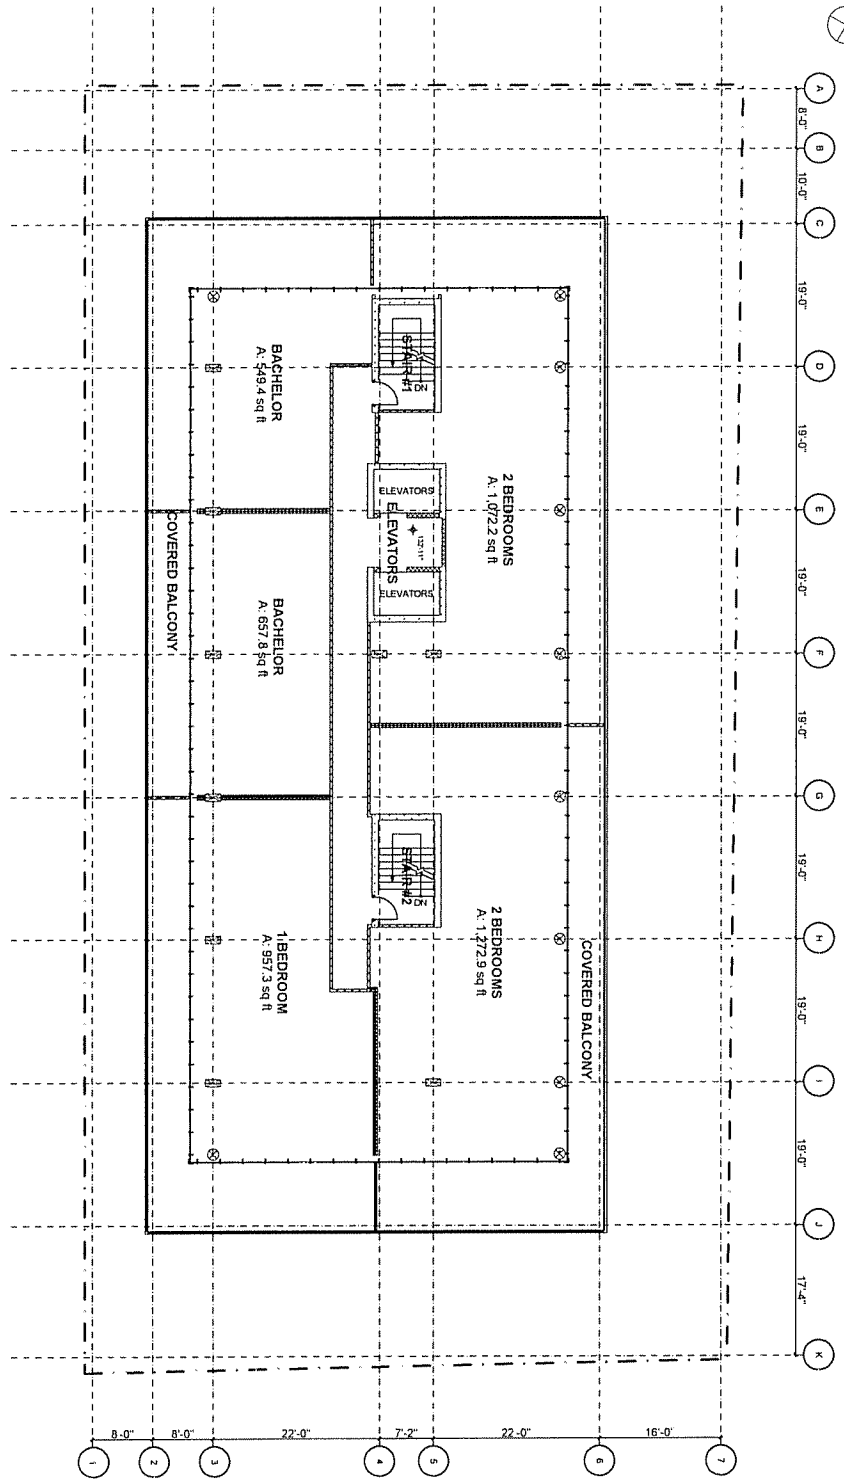 A
8'-0"
B
10'-0"
C
19'-0"
D
19'-0"
E
19'-0"
F
19'-0"
G
19'-0"
H
19'-0"
I
19'-0"
J
17'-4"
K
BACHELOR
A: 549.4 sq ft
STAIR #1
DN
2 BEDROOMS
A: 1,072.2 sq ft
ELEVATORS
ELEVATORS
132'-11"
ELEVATORS
COVERED BALCONY
BACHELOR
A: 657.8 sq ft
STAIR #2
DN
1 BEDROOM
A: 957.3 sq ft
2 BEDROOMS
A: 1,272.9 sq ft
COVERED BALCONY
8'-0"
8'-0"
22'-0"
7'-2"
22'-0"
16'-0"
1
2
3
4
5
6
7